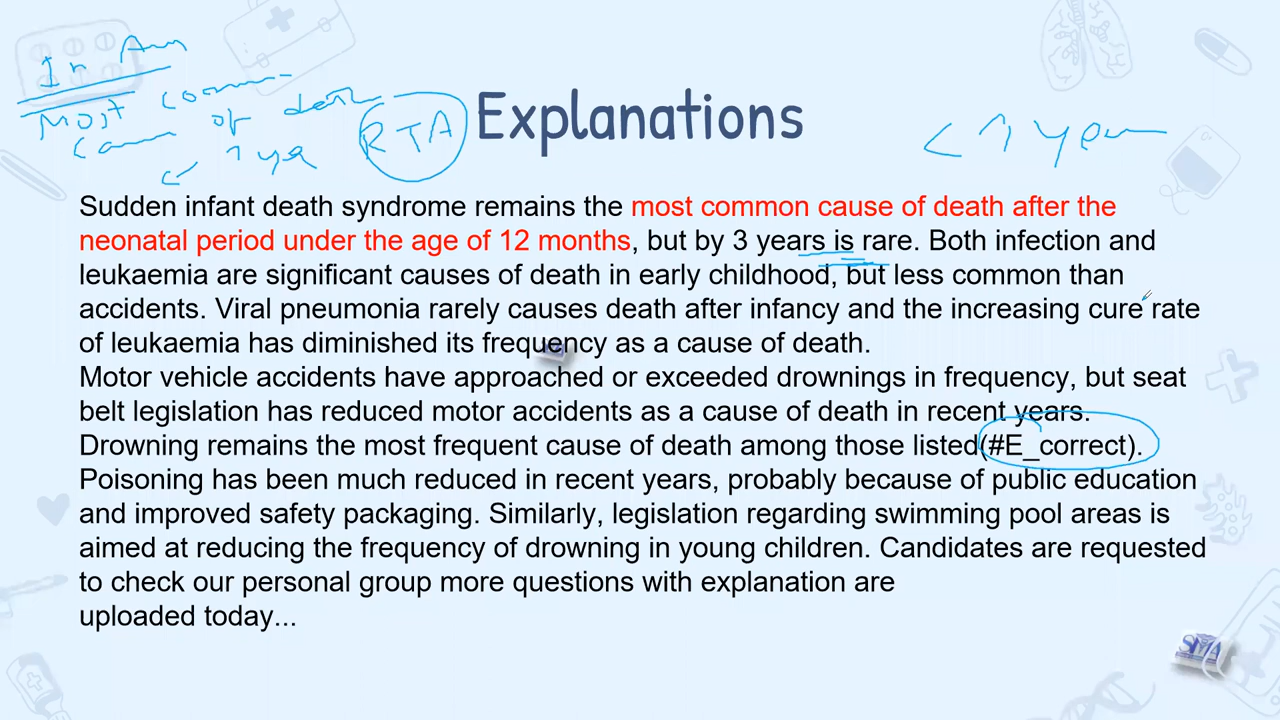 In
Most
of
RTA
Explanations
< 1 year
Sudden infant death syndrome remains the most common cause of death after the
neonatal period under the age of 12 months, but by 3 years is rare. Both infection and
leukaemia are significant causes of death in early childhood, but less common than
accidents. Viral pneumonia rarely causes death after infancy and the increasing cure rate
of leukaemia has diminished its frequency as a cause of death.
Motor vehicle accidents have approached or exceeded drownings in frequency, but seat
belt legislation has reduced motor accidents as a cause of death in recent years.
Drowning remains the most frequent cause of death among those listed(#E_correct).
Poisoning has been much reduced in recent years, probably because of public education
and improved safety packaging. Similarly, legislation regarding swimming pool areas is
aimed at reducing the frequency of drowning in young children. Candidates are requested
to check our personal group more questions with explanation are
uploaded today...